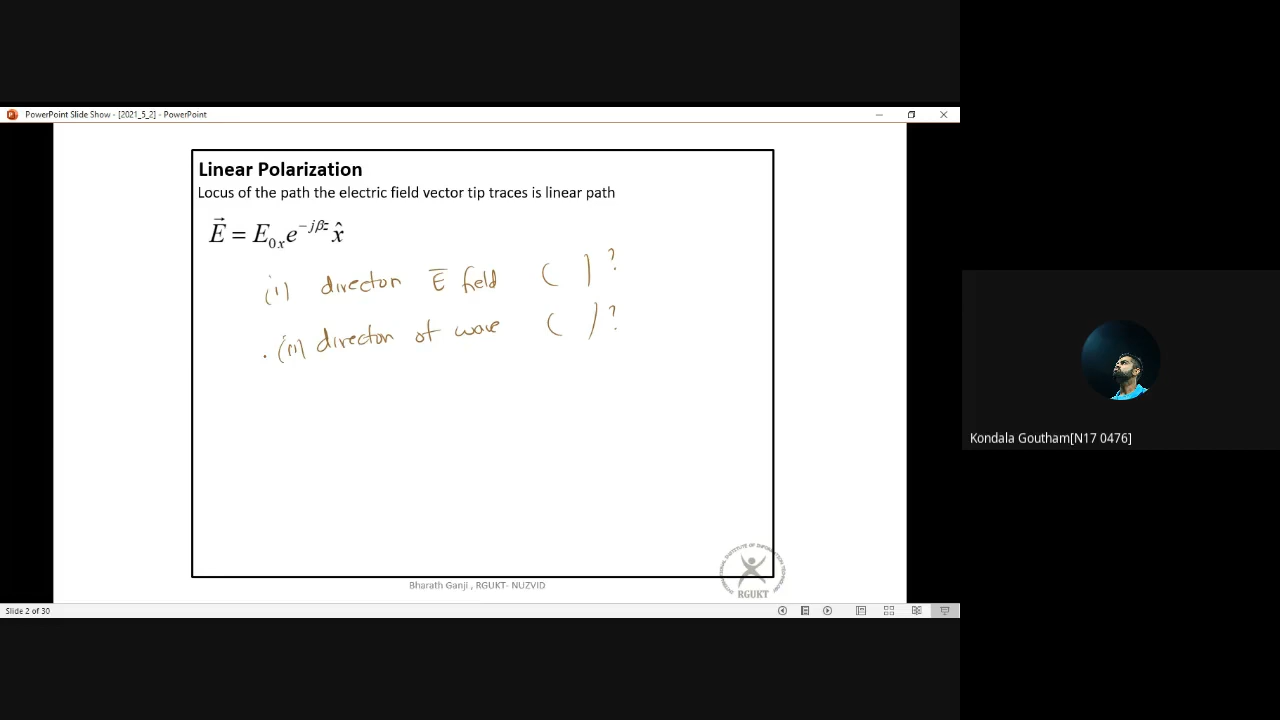 PowerPoint Slide Show - [2021_5_2] - PowerPoint
Linear Polarization
Locus of the path the electric field vector tip traces is linear path
E⃗ = E₀ₓe^{−jβz} x̂
(i) directon E̅ field ( ) ?
(ii) directon of wave ( ) ?
Kondala Goutham[N17 0476]
RGUKT
Bharath Ganji , RGUKT- NUZVID
Slide 2 of 30